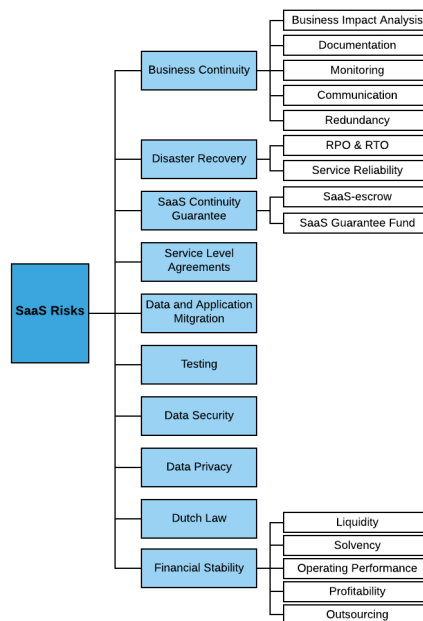 SaaS Risks
Business Continuity
Business Impact Analysis
Documentation
Monitoring
Communication
Redundancy
Disaster Recovery
RPO & RTO
Service Reliability
SaaS Continuity
Guarantee
SaaS-escrow
SaaS Guarantee Fund
Service Level
Agreements
Data and Application
Mitgration
Testing
Data Security
Data Privacy
Dutch Law
Financial Stability
Liquidity
Solvency
Operating Performance
Profitability
Outsourcing